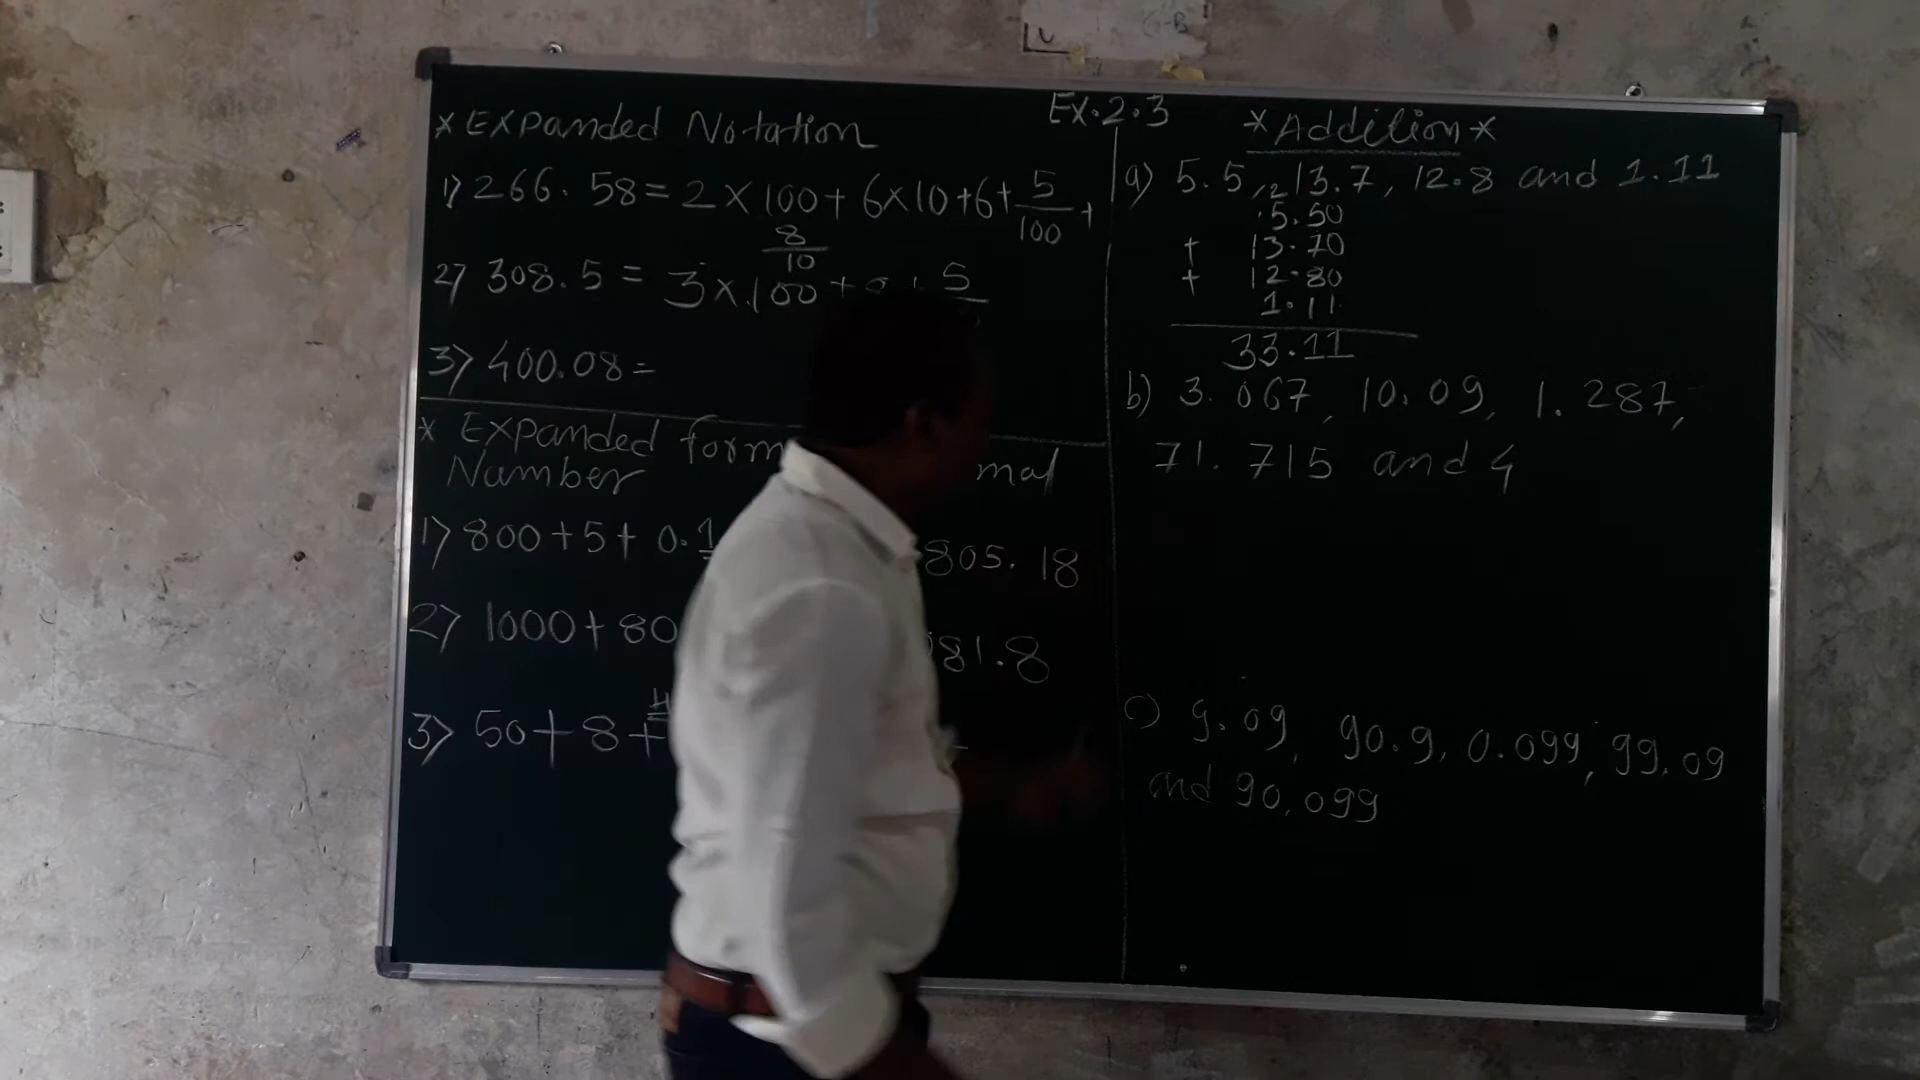 Ex.2.3
* Expanded Notation
1) 266.58 = 2 × 100 + 6×10+6+ 5/100 +
8/10
2) 308.5 = 3×100 + 5
3) 400.08 =
* Expanded form mal
Number
1) 800+5+ 0.1 805.18
2) 1000+80 81.8
3) 50+8+
*Addition*
a) 5.5, 13.7, 12.8 and 1.11
2
5.50
+ 13.70
+ 12.80
1.11
33.11
b) 3.067, 10.09, 1.287,
71.715 and 4
c) 9.09, 90.9, 0.099, 99.09
and 90.099